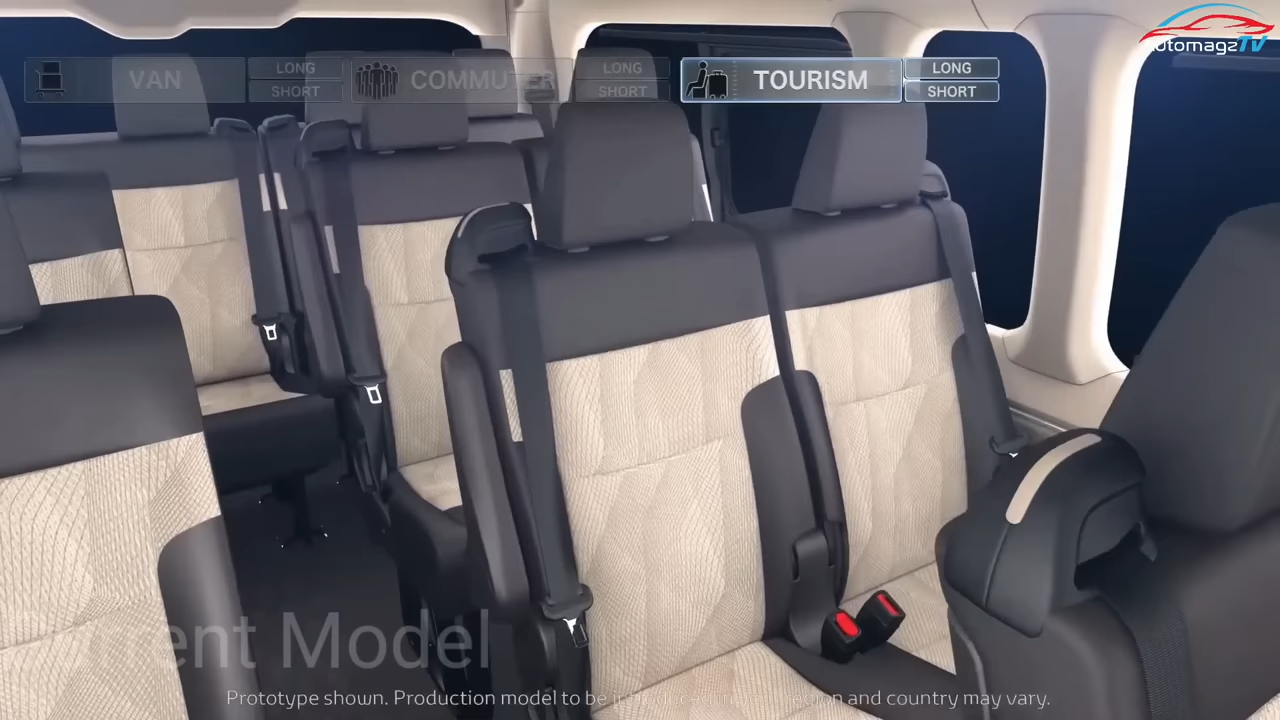 AutomagzTV
VAN
LONG
SHORT
COMMUTER
LONG
SHORT
TOURISM
LONG
SHORT
ent Model
Prototype shown. Production model to be region and country may vary.